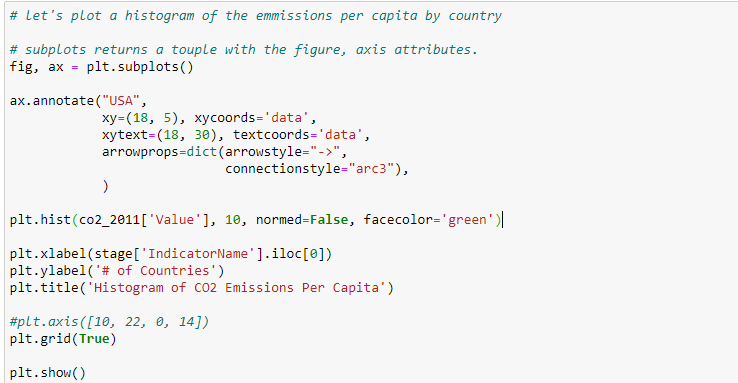 # let's plot a histogram of the emmissions per capita by country
# subplots returns a touple with the figure, axis attributes.
fig, ax = plt.subplots()
ax.annotate("USA",
xy=(18, 5), xycoords='data',
xytext=(18, 30), textcoords='data',
arrowprops=dict(arrowstyle="->",
connectionstyle="arc3"),
)
plt.hist(co2_2011['Value'], 10, normed=False, facecolor='green')
plt.xlabel(stage['IndicatorName'].iloc[0])
plt.ylabel('# of Countries')
plt.title('Histogram of CO2 Emissions Per Capita')
#plt.axis([10, 22, 0, 14])
plt.grid(True)
plt.show()